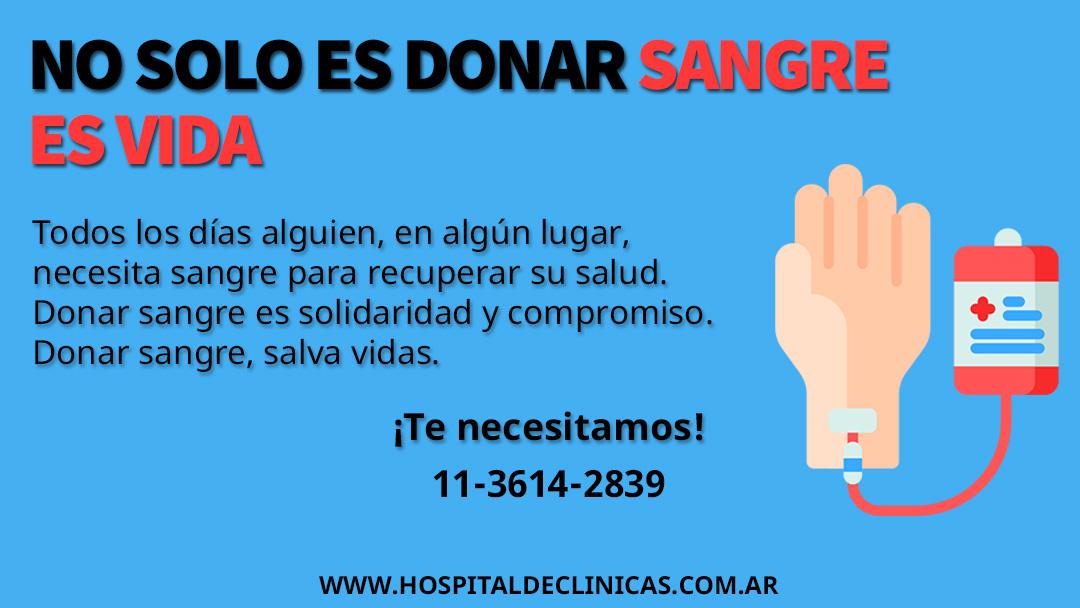 NO SOLO ES DONAR SANGRE
ES VIDA
Todos los días alguien, en algún lugar,
necesita sangre para recuperar su salud.
Donar sangre es solidaridad y compromiso.
Donar sangre, salva vidas.
¡Te necesitamos!
11-3614-2839
WWW.HOSPITALDECLINICAS.COM.AR